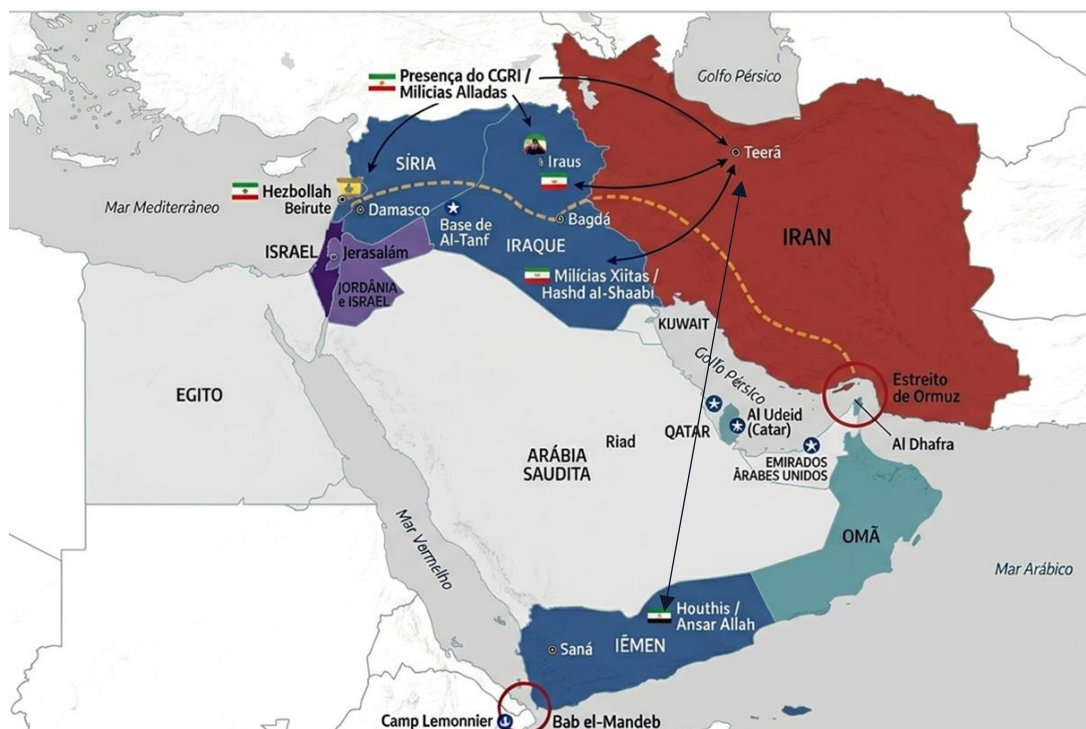 Presença do CGRI /
Milicias Alladas
Golfo Pérsico
Teerã
SÍRIA
Iraus
Hezbollah
Beirute
Mar Mediterrâneo
Damasco
Base de
Al-Tanf
Bagdá
IRAQUE
IRAN
ISRAEL
Jerasalám
JORDÂNIA
e ISRAEL
Milícias Xiitas /
Hashd al-Shaabi
KUWAIT
Golfo Pérsico
Estreito
de Ormuz
EGITO
Al Udeid
(Catar)
QATAR
Riad
Al Dhafra
ARÁBIA
SAUDITA
EMIRADOS
ÂRABES UNIDOS
Mar Vermelho
OMÃ
Mar Arábico
Houthis /
Ansar Allah
IĒMEN
Saná
Camp Lemonnier
Bab el-Mandeb